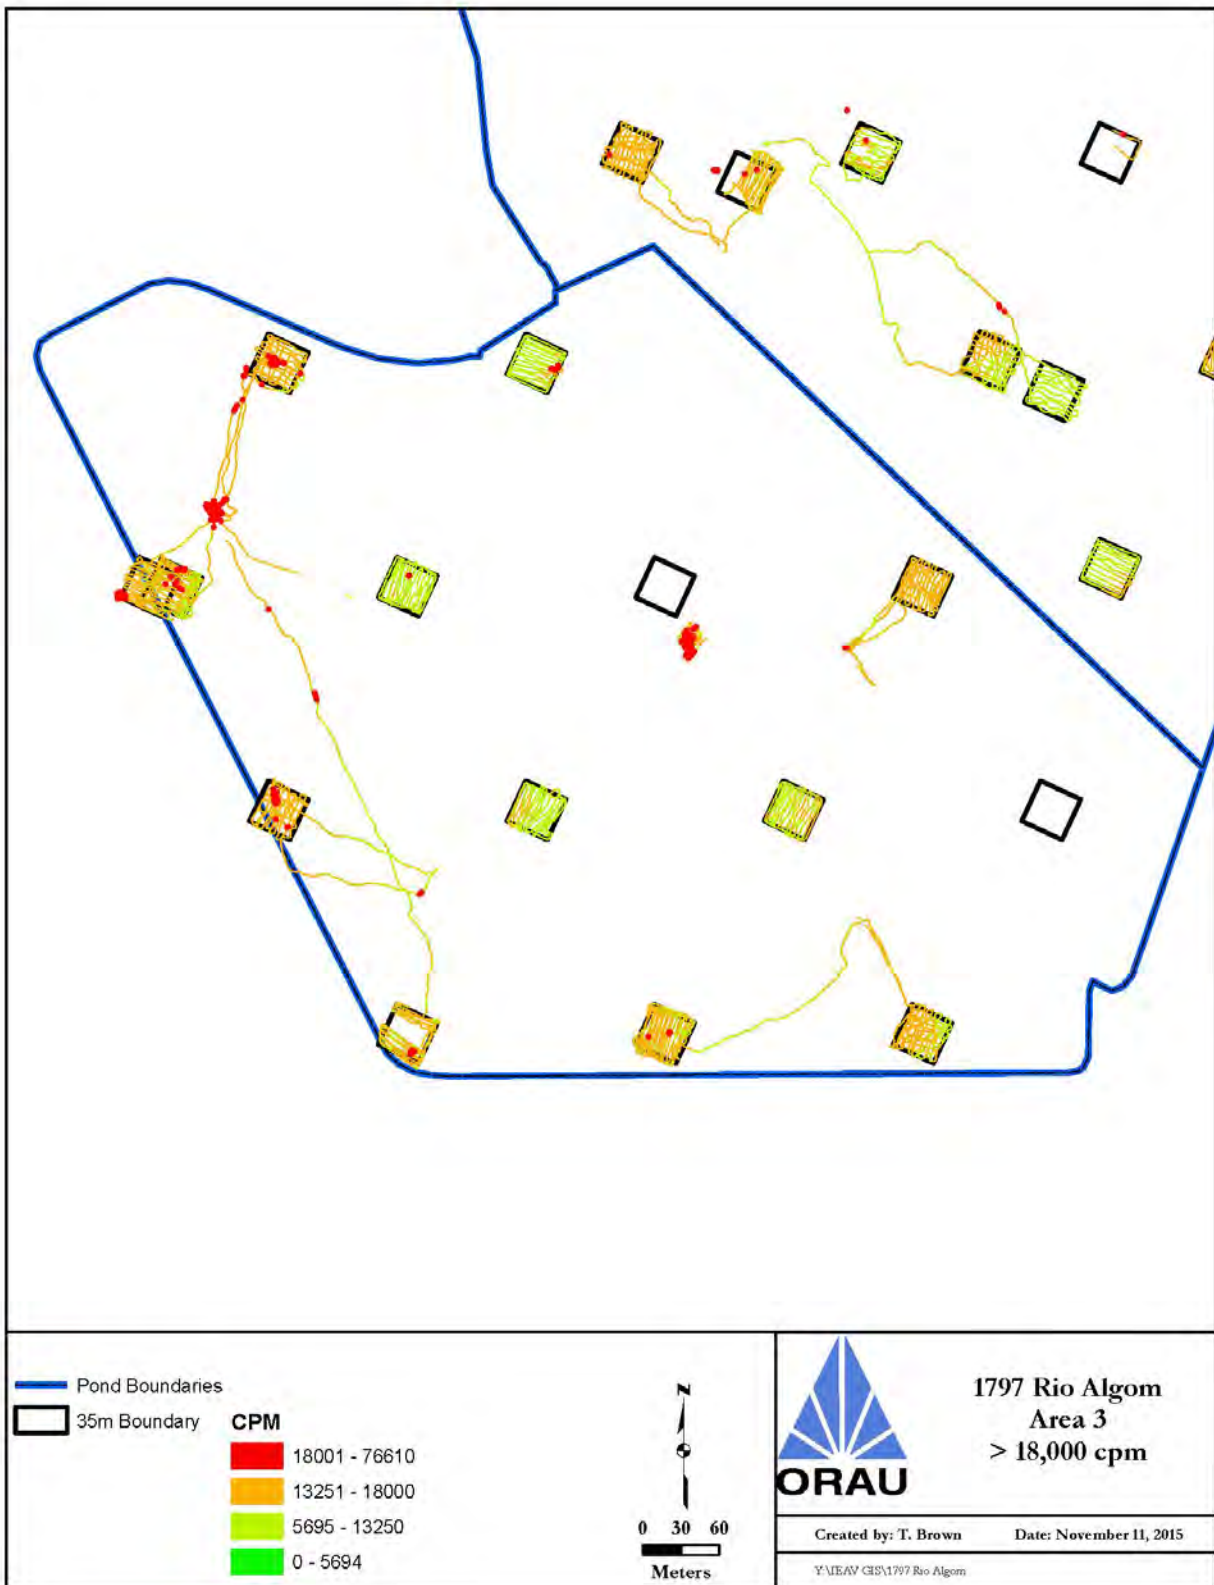 Pond Boundaries
35m Boundary
CPM
18001 - 76610
13251 - 18000
5695 - 13250
0 - 5694
N
0 30 60
Meters
ORAU
1797 Rio Algom
Area 3
> 18,000 cpm
Created by: T. Brown Date: November 11, 2015
Y:\IEAV GIS\1797 Rio Algom